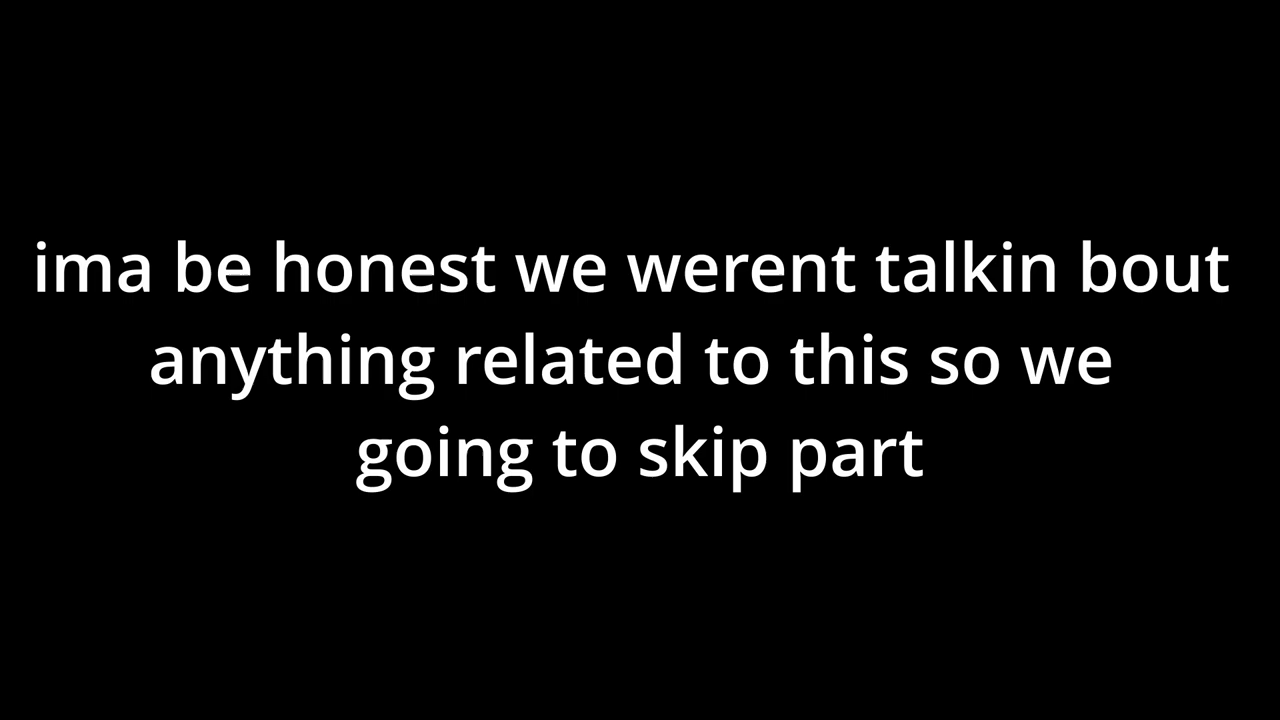 ima be honest we werent talkin bout
anything related to this so we
going to skip part